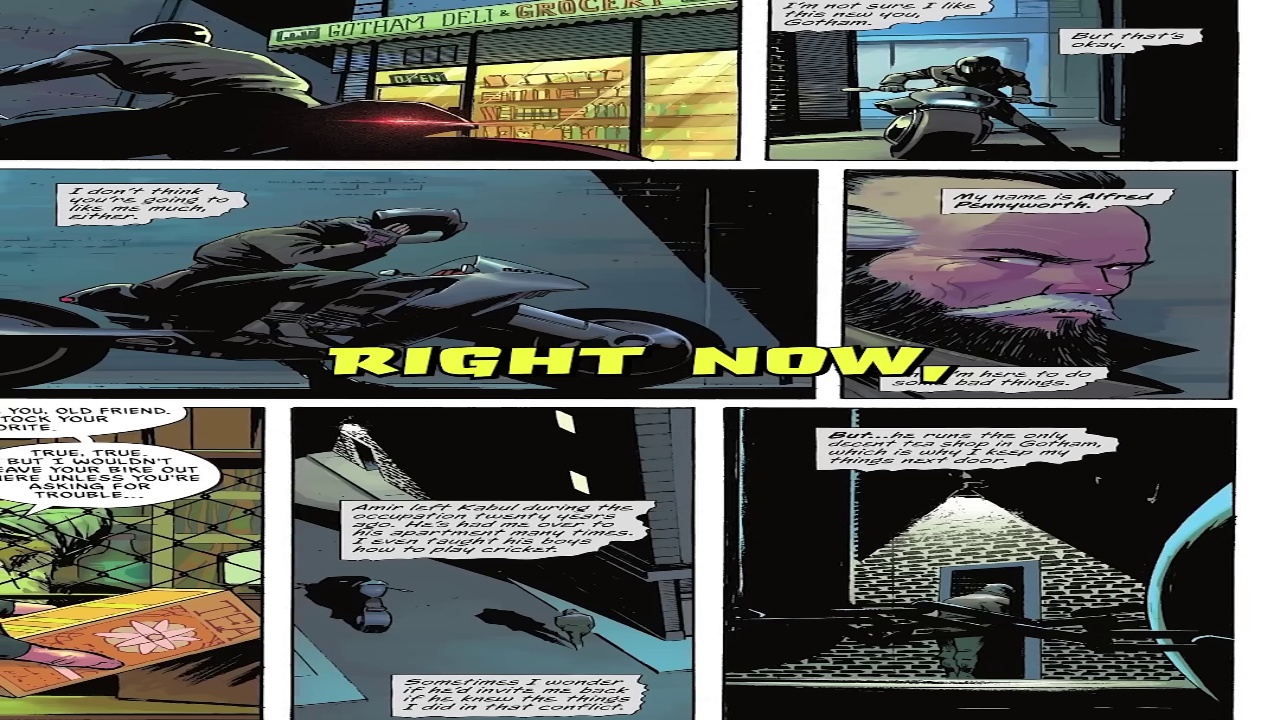 GOTHAM DELI & GROCERY
OPEN
I'm not sure I like
this new you,
Gotham.
But that's
okay.
I don't think
you're going to
like me much,
either.
My name is Alfred
Pennyworth.
I'm here to do
some bad things.
RIGHT NOW,
YOU, OLD FRIEND.
TOCK YOUR
ORITE.
TRUE, TRUE.
BUT I WOULDN'T
EAVE YOUR BIKE OUT
HERE UNLESS YOU'RE
ASKING FOR
TROUBLE...
Amir left Kabul during the
occupation twenty years
ago. He's had me over to
his apartment many times.
I even taught his boys
how to play cricket.
Sometimes I wonder
if he'd invite me back
if he knew the things
I did in that conflict.
But...he runs the only
decent tea shop in Gotham,
which is why I keep my
things next door.